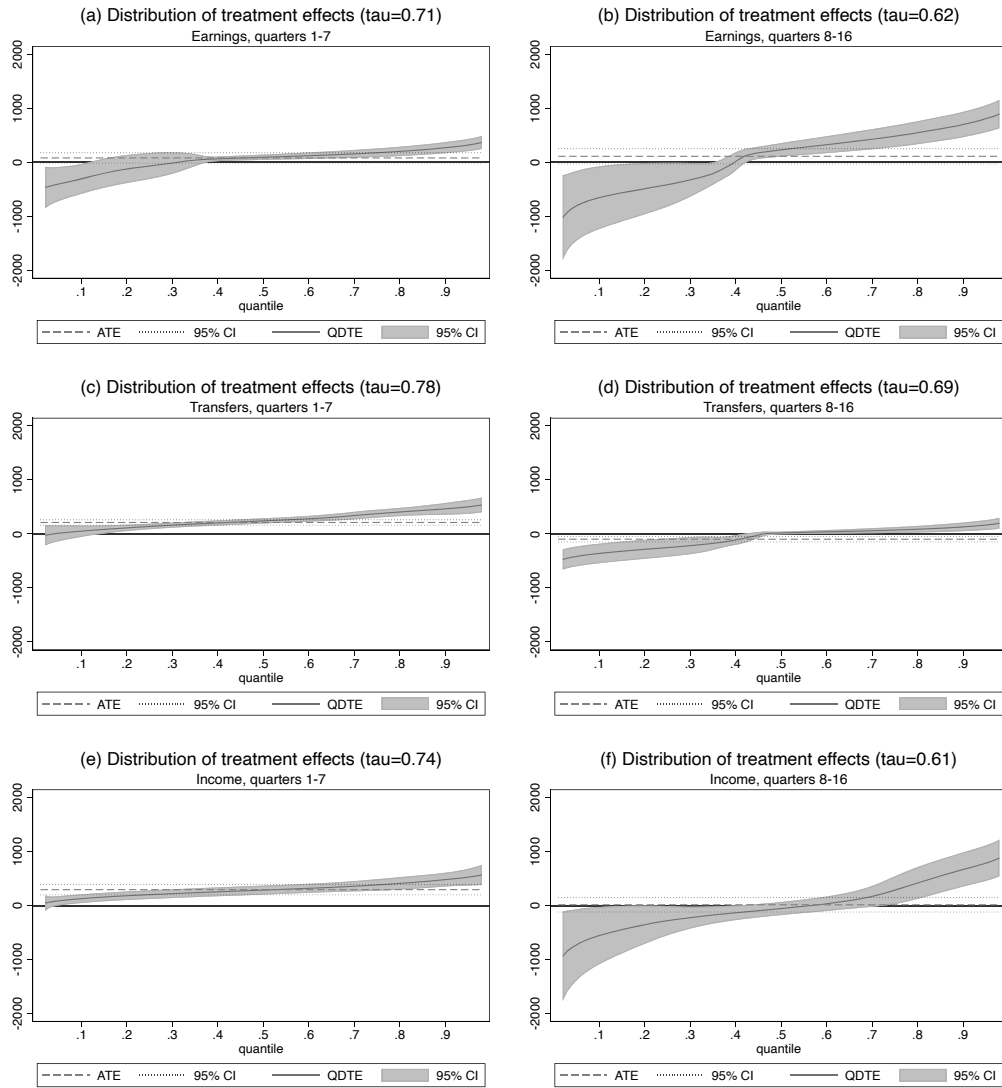 (a) Distribution of treatment effects (tau=0.71)
Earnings, quarters 1-7
2000
1000
0
-1000
-2000
.1 .2 .3 .4 .5 .6 .7 .8 .9
quantile
ATE 95% CI QDTE 95% CI
(b) Distribution of treatment effects (tau=0.62)
Earnings, quarters 8-16
2000
1000
0
-1000
-2000
.1 .2 .3 .4 .5 .6 .7 .8 .9
quantile
ATE 95% CI QDTE 95% CI
(c) Distribution of treatment effects (tau=0.78)
Transfers, quarters 1-7
2000
1000
0
-1000
-2000
.1 .2 .3 .4 .5 .6 .7 .8 .9
quantile
ATE 95% CI QDTE 95% CI
(d) Distribution of treatment effects (tau=0.69)
Transfers, quarters 8-16
2000
1000
0
-1000
-2000
.1 .2 .3 .4 .5 .6 .7 .8 .9
quantile
ATE 95% CI QDTE 95% CI
(e) Distribution of treatment effects (tau=0.74)
Income, quarters 1-7
2000
1000
0
-1000
-2000
.1 .2 .3 .4 .5 .6 .7 .8 .9
quantile
ATE 95% CI QDTE 95% CI
(f) Distribution of treatment effects (tau=0.61)
Income, quarters 8-16
2000
1000
0
-1000
-2000
.1 .2 .3 .4 .5 .6 .7 .8 .9
quantile
ATE 95% CI QDTE 95% CI